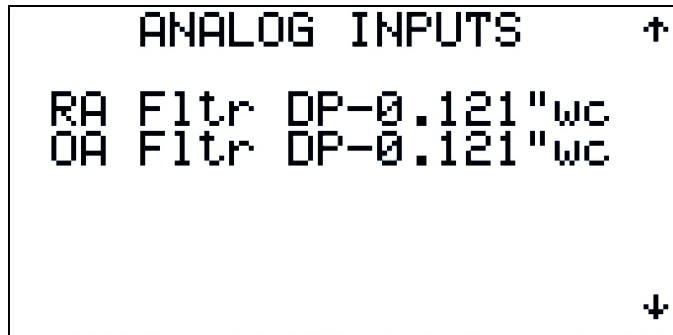 ANALOG INPUTS ↑
RA Fltr DP-0.121"wc
OA Fltr DP-0.121"wc
↓